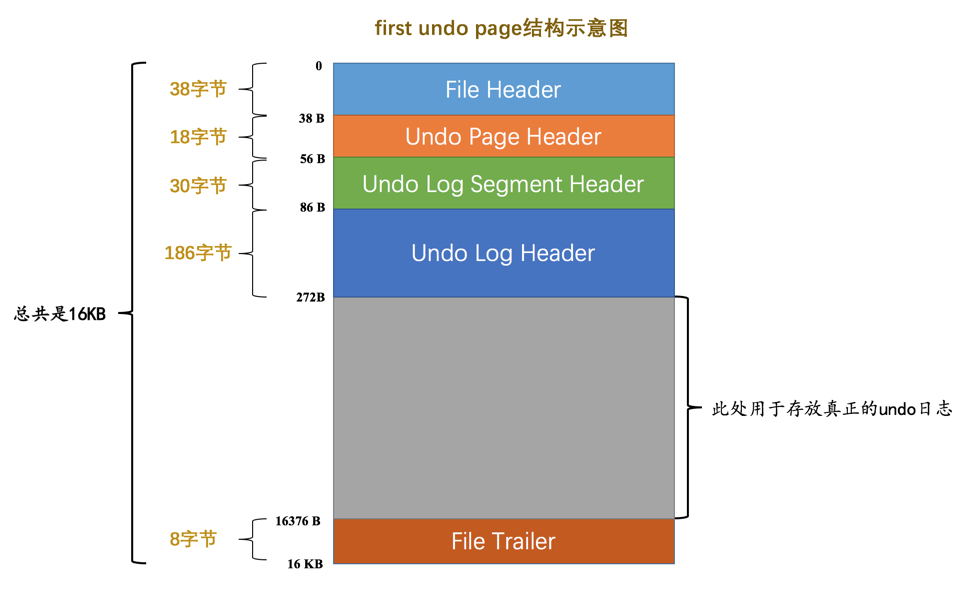 first undo page结构示意图
0
38字节
File Header
38 B
18字节
Undo Page Header
56 B
30字节
Undo Log Segment Header
86 B
186字节
Undo Log Header
272B
总共是16KB
此处用于存放真正的undo日志
16376 B
8字节
File Trailer
16 KB